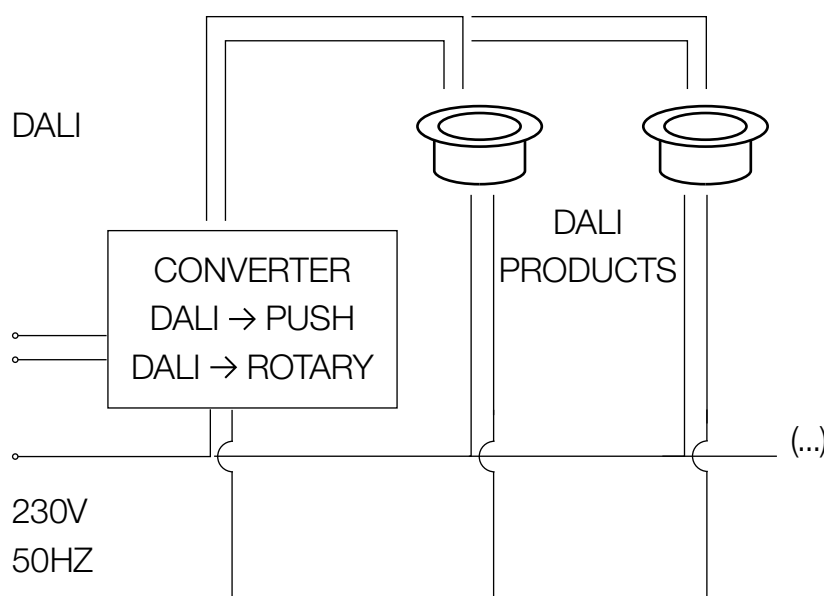 DALI
CONVERTER
DALI → PUSH
DALI → ROTARY
DALI
PRODUCTS
(...)
230V
50HZ